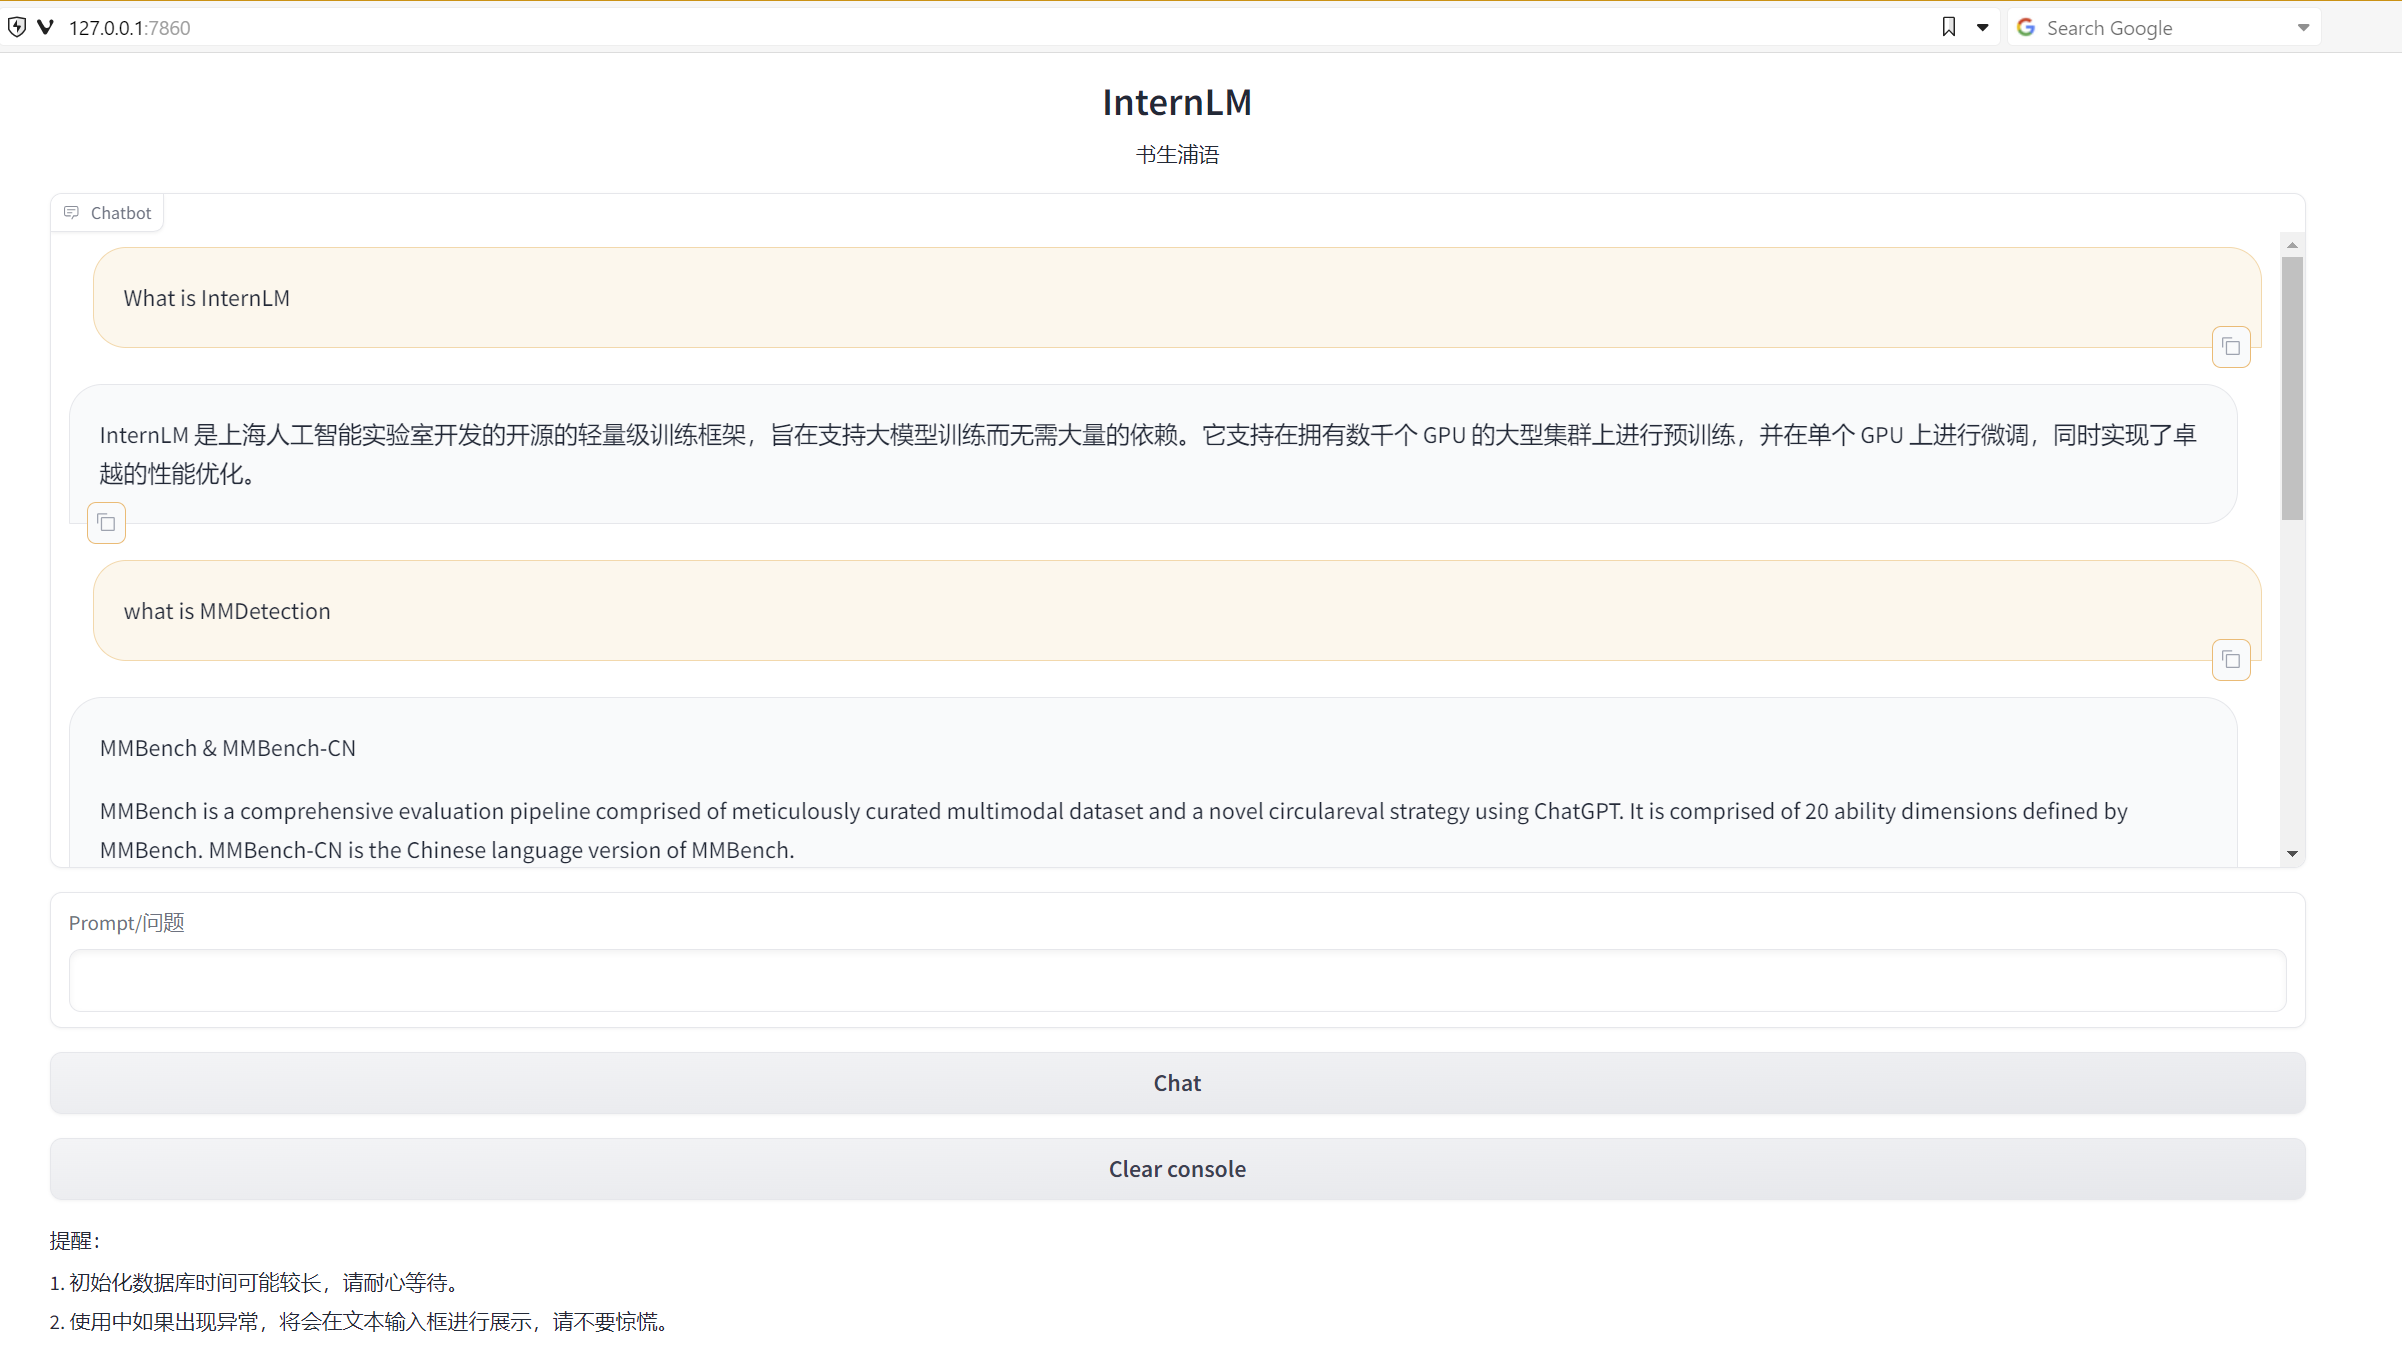 127.0.0.1:7860
Search Google
InternLM
书生浦语
Chatbot
What is InternLM
InternLM 是上海人工智能实验室开发的开源的轻量级训练框架，旨在支持大模型训练而无需大量的依赖。它支持在拥有数千个 GPU 的大型集群上进行预训练，并在单个 GPU 上进行微调，同时实现了卓
越的性能优化。
what is MMDetection
MMBench & MMBench-CN
MMBench is a comprehensive evaluation pipeline comprised of meticulously curated multimodal dataset and a novel circulareval strategy using ChatGPT. It is comprised of 20 ability dimensions defined by
MMBench. MMBench-CN is the Chinese language version of MMBench.
Prompt/问题
Chat
Clear console
提醒：
1. 初始化数据库时间可能较长，请耐心等待。
2. 使用中如果出现异常，将会在文本输入框进行展示，请不要惊慌。